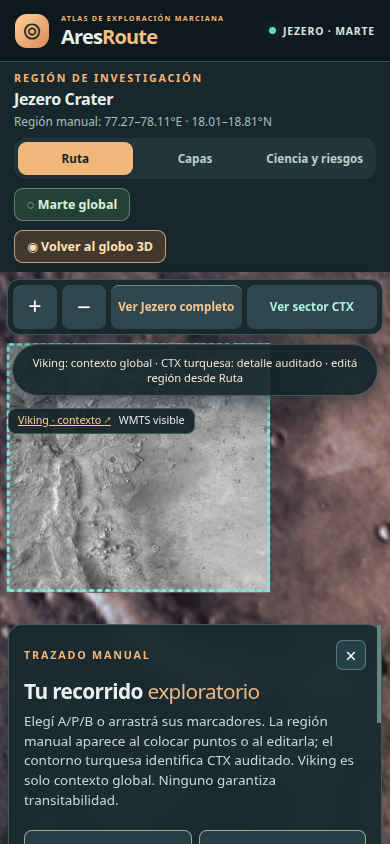 ATLAS DE EXPLORACIÓN MARCIANA
AresRoute
JEZERO · MARTE
REGIÓN DE INVESTIGACIÓN
Jezero Crater
Región manual: 77.27–78.11°E · 18.01–18.81°N
Ruta
Capas
Ciencia y riesgos
○ Marte global
◉ Volver al globo 3D
+
−
Ver Jezero completo
Ver sector CTX
Viking: contexto global · CTX turquesa: detalle auditado · editá
región desde Ruta
Viking · contexto ↗ WMTS visible
TRAZADO MANUAL
×
Tu recorrido exploratorio
Elegí A/P/B o arrastrá sus marcadores. La región
manual aparece al colocar puntos o al editarla; el
contorno turquesa identifica CTX auditado. Viking es
solo contexto global. Ninguno garantiza
transitabilidad.